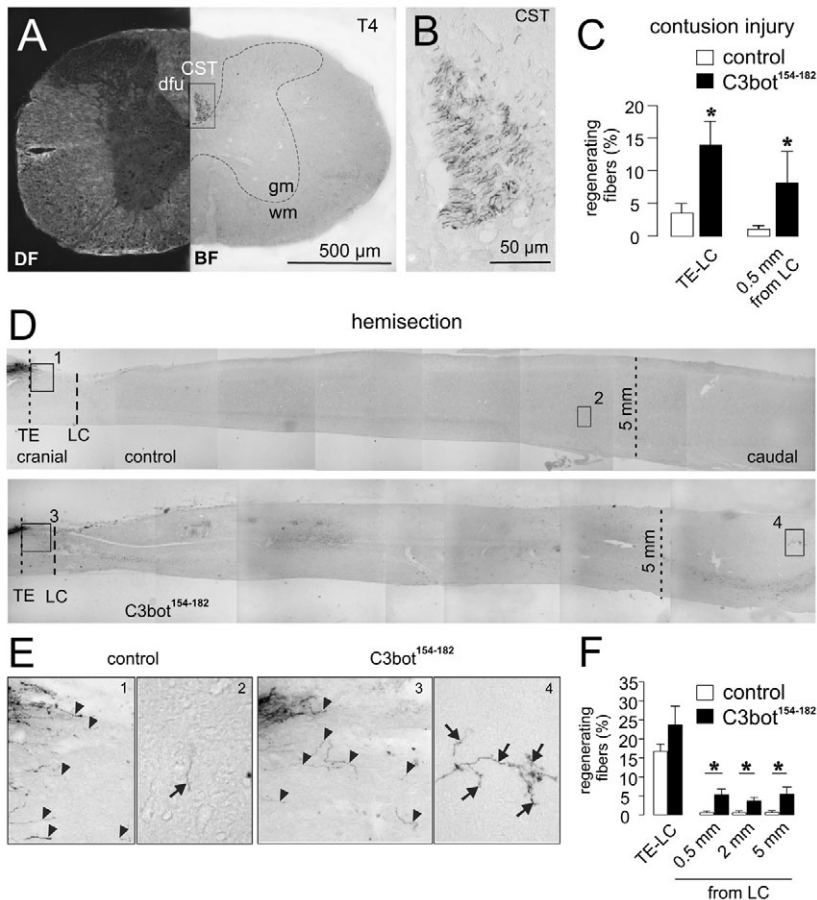 A
T4
CST
dfu
gm
wm
DF
BF
500 µm
B
CST
50 µm
C
contusion injury
control
C3bot154-182
regenerating
fibers (%)
20
15
10
5
0
*
*
TE-LC
0.5 mm
from LC
D
hemisection
1
2
5 mm
TE
LC
cranial
control
caudal
3
4
5 mm
TE
LC
C3bot154-182
E
control
C3bot154-182
1
2
3
4
F
control
C3bot154-182
regenerating
fibers (%)
35
30
25
20
15
10
5
0
* * *
TE-LC
0.5 mm
2 mm
5 mm
from LC